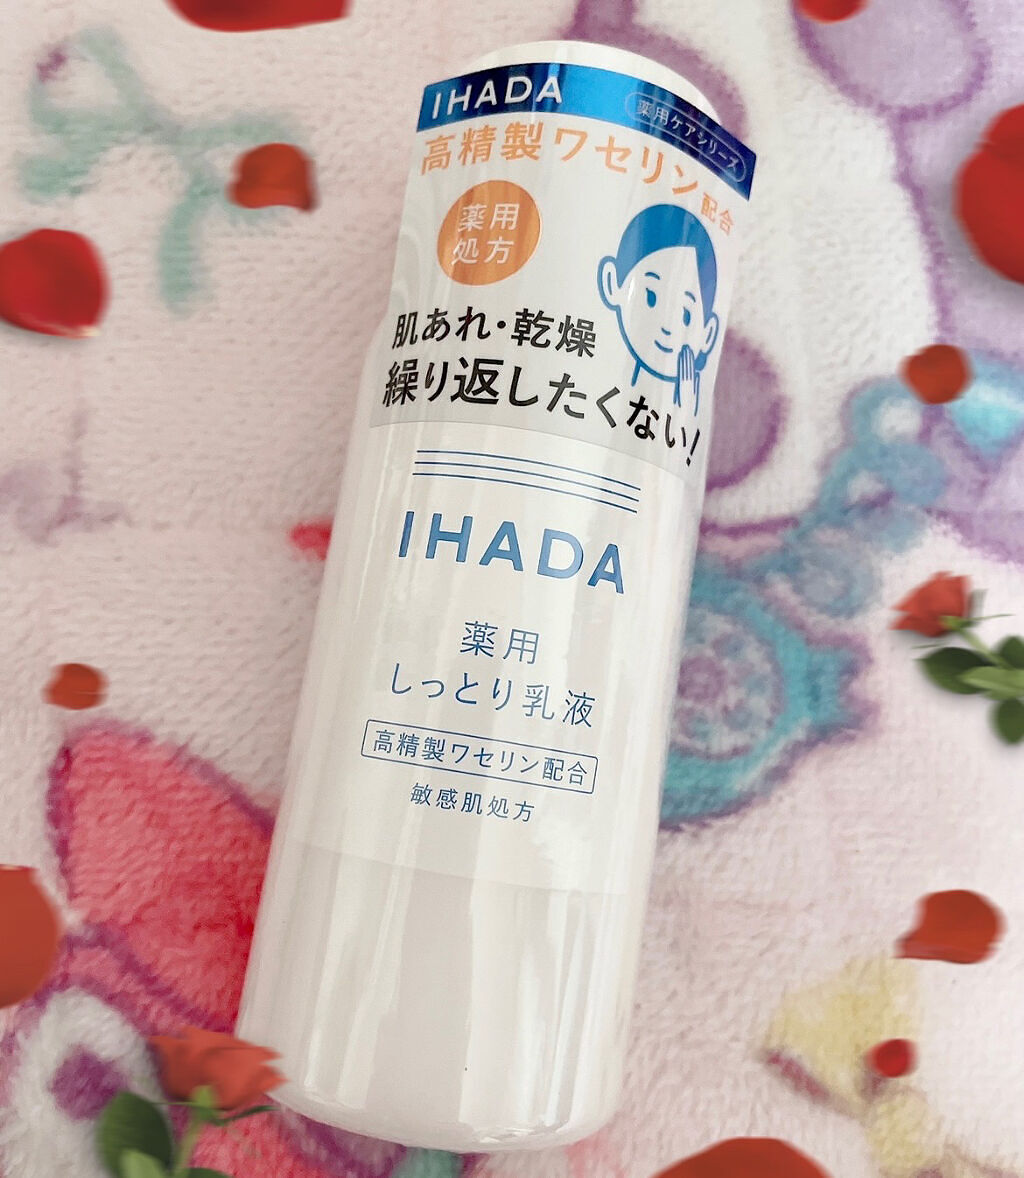 IHADA
薬用ケアシリーズ
高精製ワセリン配合
薬用
処方
肌あれ・乾燥
繰り返したくない!
IHADA
薬用
しっとり乳液
高精製ワセリン配合
敏感肌処方